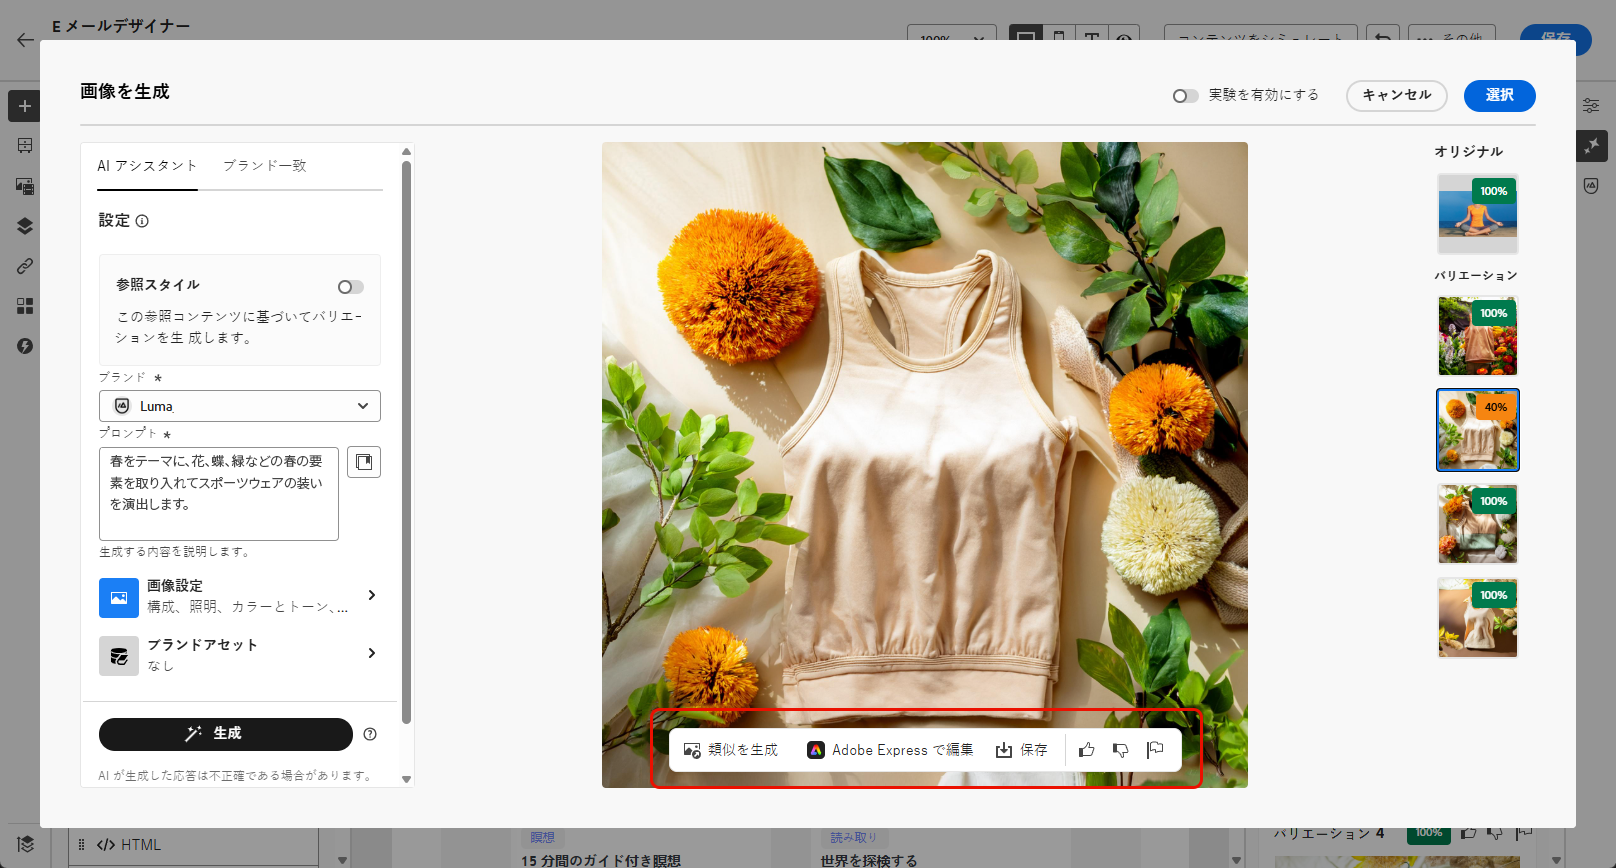 E メールデザイナー
100%
コンテンツをシミュレート
その他
保存
画像を生成
実験を有効にする
キャンセル
選択
AI アシスタント
ブランド一致
設定
参照スタイル
この参照コンテンツに基づいてバリエー
ションを生 成します。
ブランド *
Luma
プロンプト *
春をテーマに、花、蝶、緑などの春の要
素を取り入れてスポーツウェアの装い
を演出します。
生成する内容を説明します。
画像設定
構成、照明、カラーとトーン、...
ブランドアセット
なし
生成
AI が生成した応答は不正確である場合があります。
類似を生成
Adobe Express で編集
保存
オリジナル
100%
バリエーション
100%
40%
100%
100%
HTML
瞑想
15 分間のガイド付き瞑想
読み取り
世界を探検する
バリエーション 4
100%